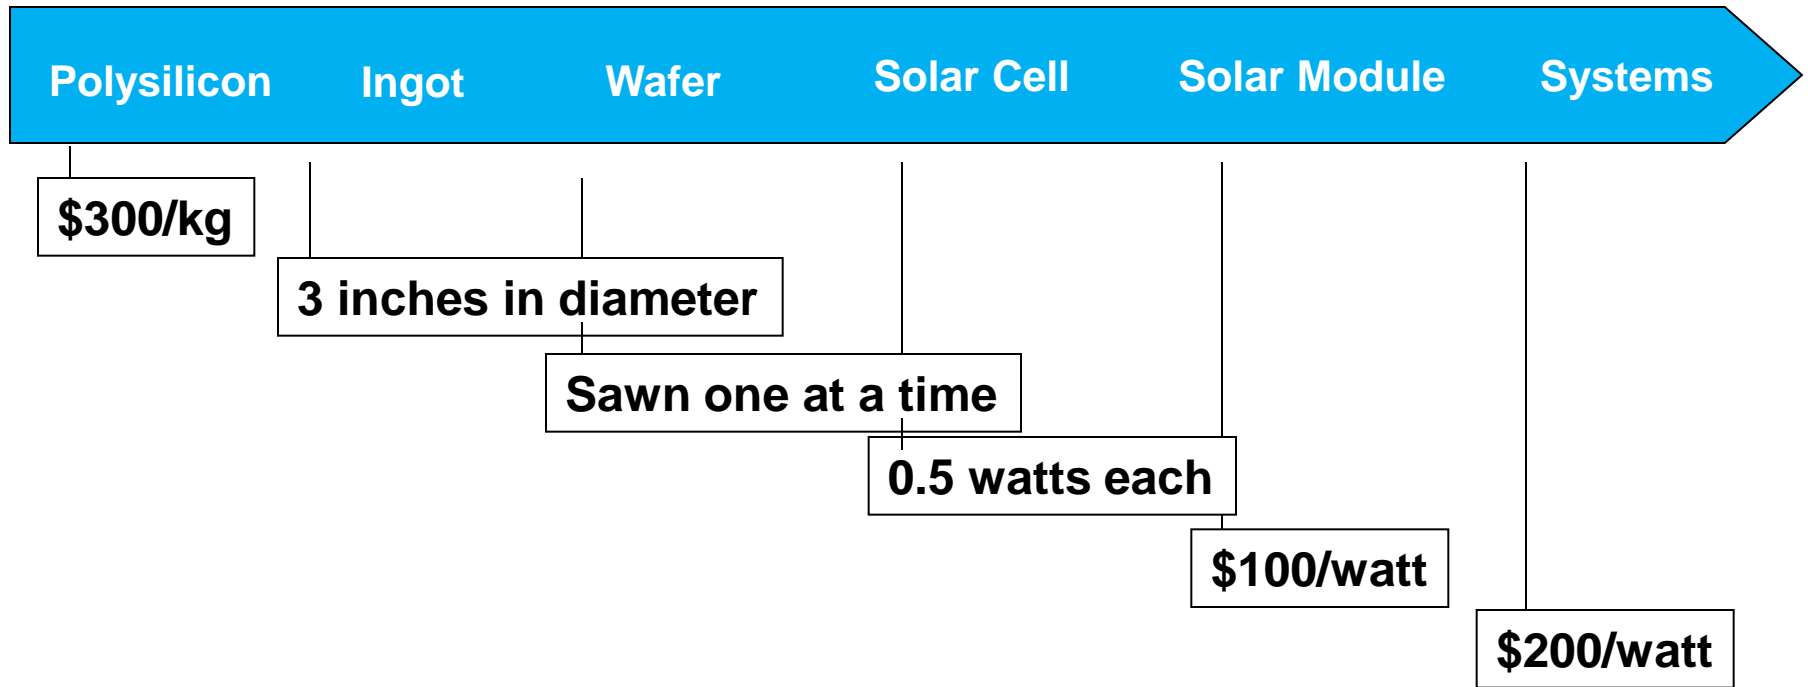 Polysilicon
Ingot
Wafer
Solar Cell
Solar Module
Systems
$300/kg
3 inches in diameter
Sawn one at a time
0.5 watts each
$100/watt
$200/watt